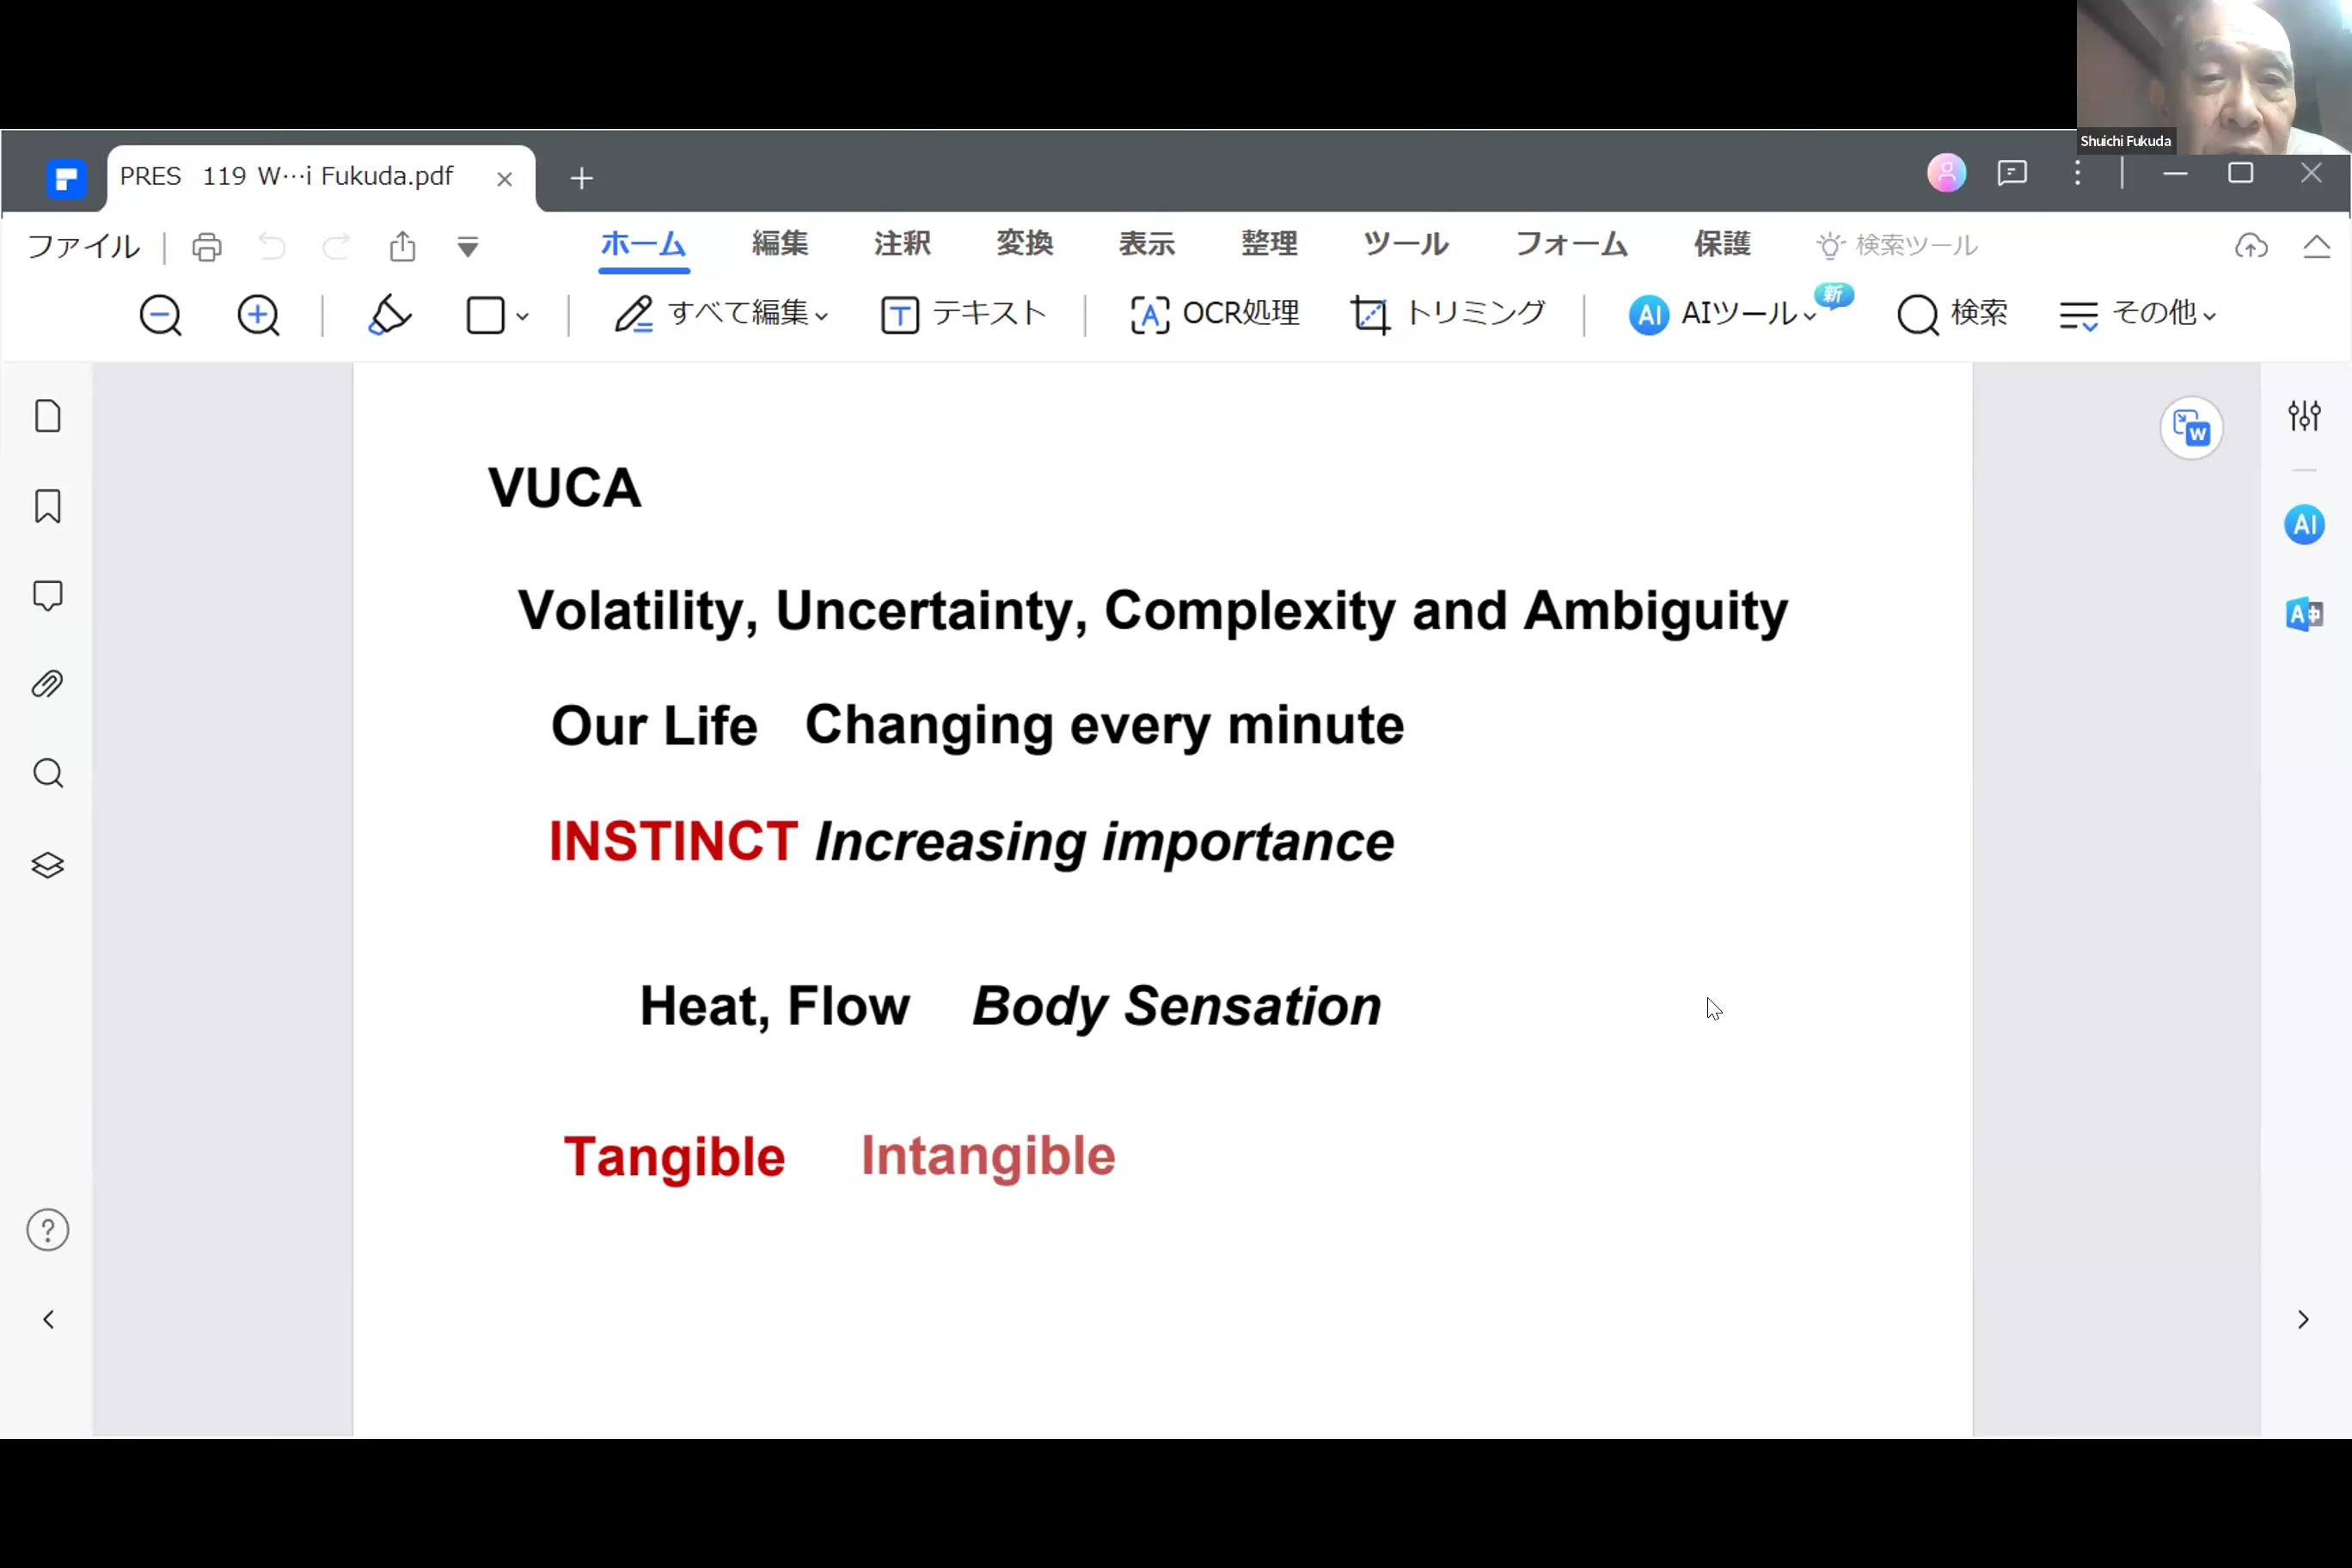 Shuichi Fukuda
PRES 119 W…i Fukuda.pdf
ファイル
ホーム 編集 注釈 変換 表示 整理 ツール フォーム 保護 検索ツール
すべて編集 T テキスト A OCR処理 トリミング AI AIツール 新 検索 その他
W
VUCA
AI
Volatility, Uncertainty, Complexity and Ambiguity
A中
Our Life Changing every minute
INSTINCT Increasing importance
Heat, Flow Body Sensation
Tangible Intangible
?